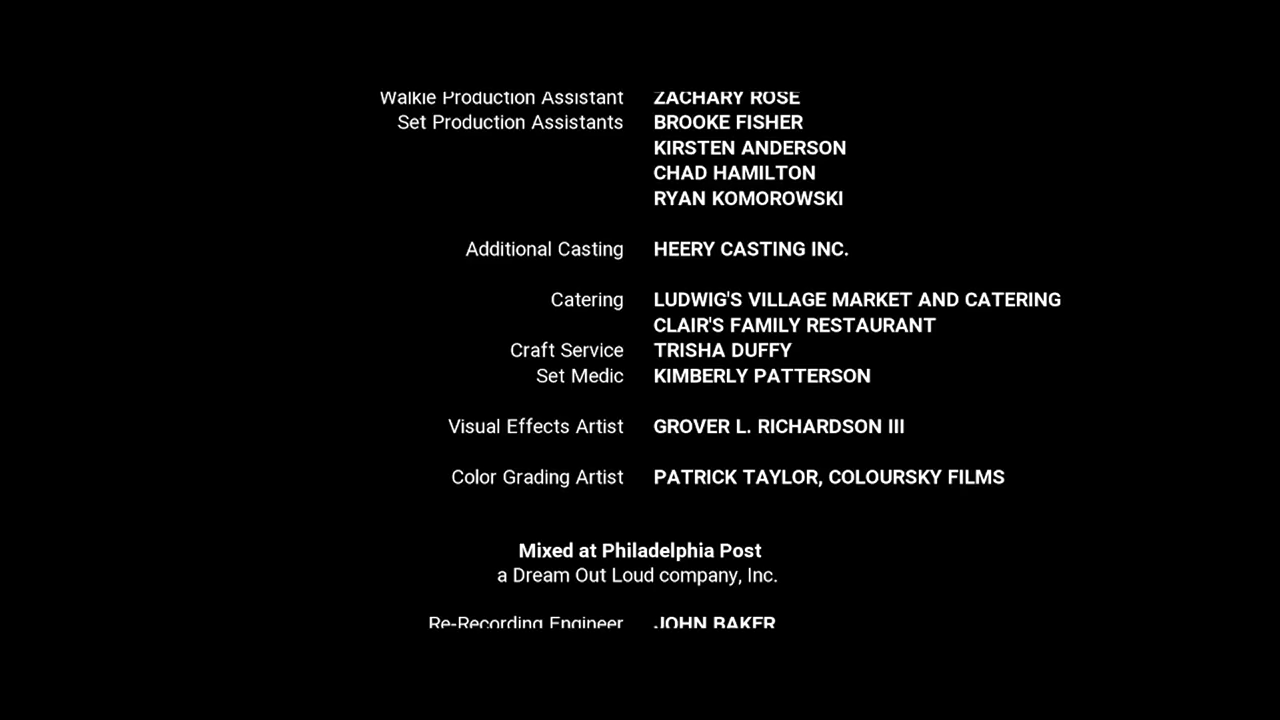 Walkie Production Assistant ZACHARY ROSE
Set Production Assistants BROOKE FISHER
KIRSTEN ANDERSON
CHAD HAMILTON
RYAN KOMOROWSKI
Additional Casting HEERY CASTING INC.
Catering LUDWIG'S VILLAGE MARKET AND CATERING
CLAIR'S FAMILY RESTAURANT
Craft Service TRISHA DUFFY
Set Medic KIMBERLY PATTERSON
Visual Effects Artist GROVER L. RICHARDSON III
Color Grading Artist PATRICK TAYLOR, COLOURSKY FILMS
Mixed at Philadelphia Post
a Dream Out Loud company, Inc.
Re-Recording Engineer JOHN BAKER